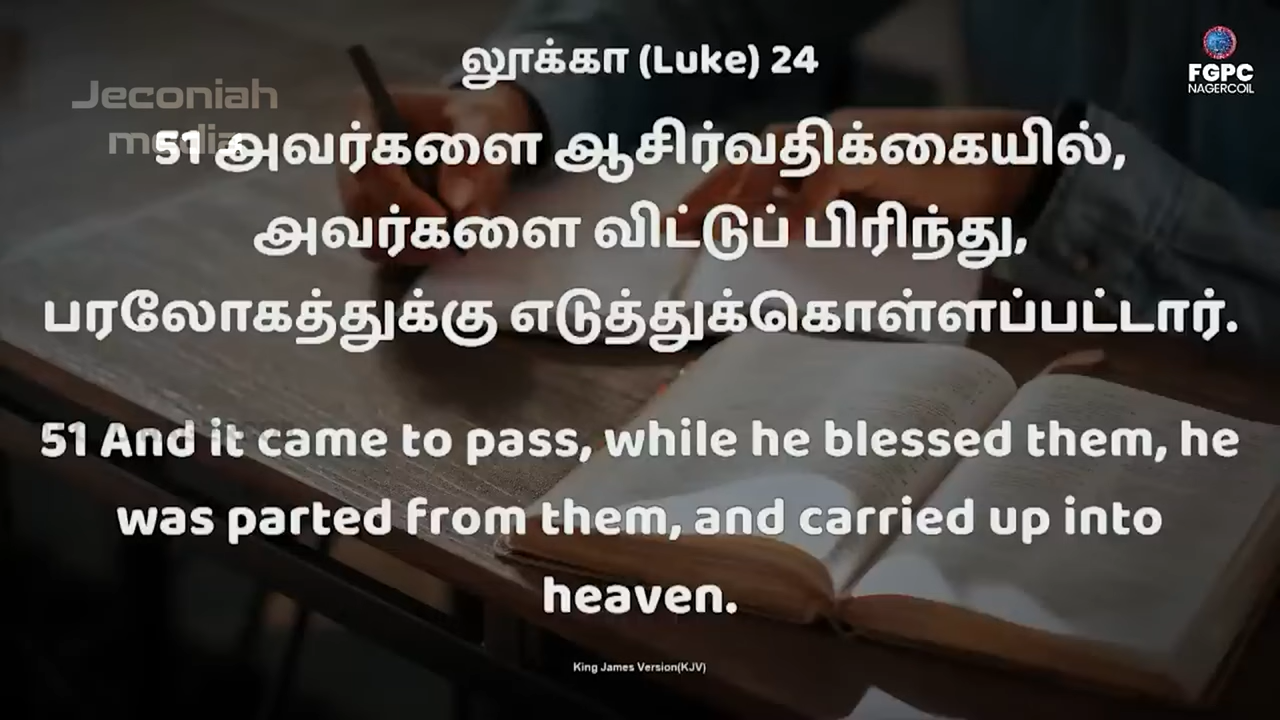 லூக்கா (Luke) 24
Jeconiah
media
FGPC
NAGERCOIL
51 அவர்களை ஆசிர்வதிக்கையில்,
அவர்களை விட்டுப் பிரிந்து,
பரலோகத்துக்கு எடுத்துக்கொள்ளப்பட்டார்.
51 And it came to pass, while he blessed them, he
was parted from them, and carried up into
heaven.
King James Version(KJV)